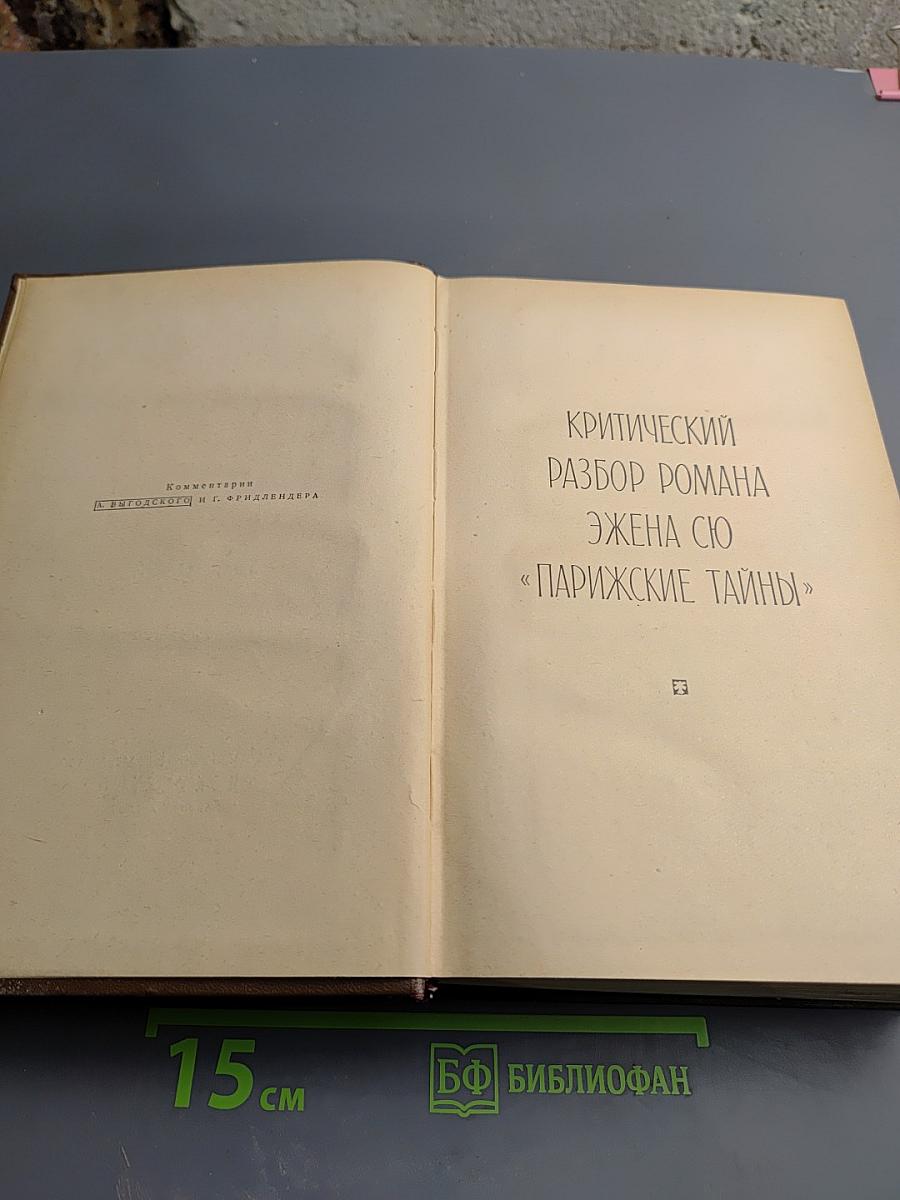 Комментарии
А. ВЫГОДСКОГО И Г. ФРИДЛЕНДЕРА
КРИТИЧЕСКИЙ
РАЗБОР РОМАНА
ЭЖЕНА СЮ
«ПАРИЖСКИЕ ТАЙНЫ»
15 СМ
БФ БИБЛИОФАН